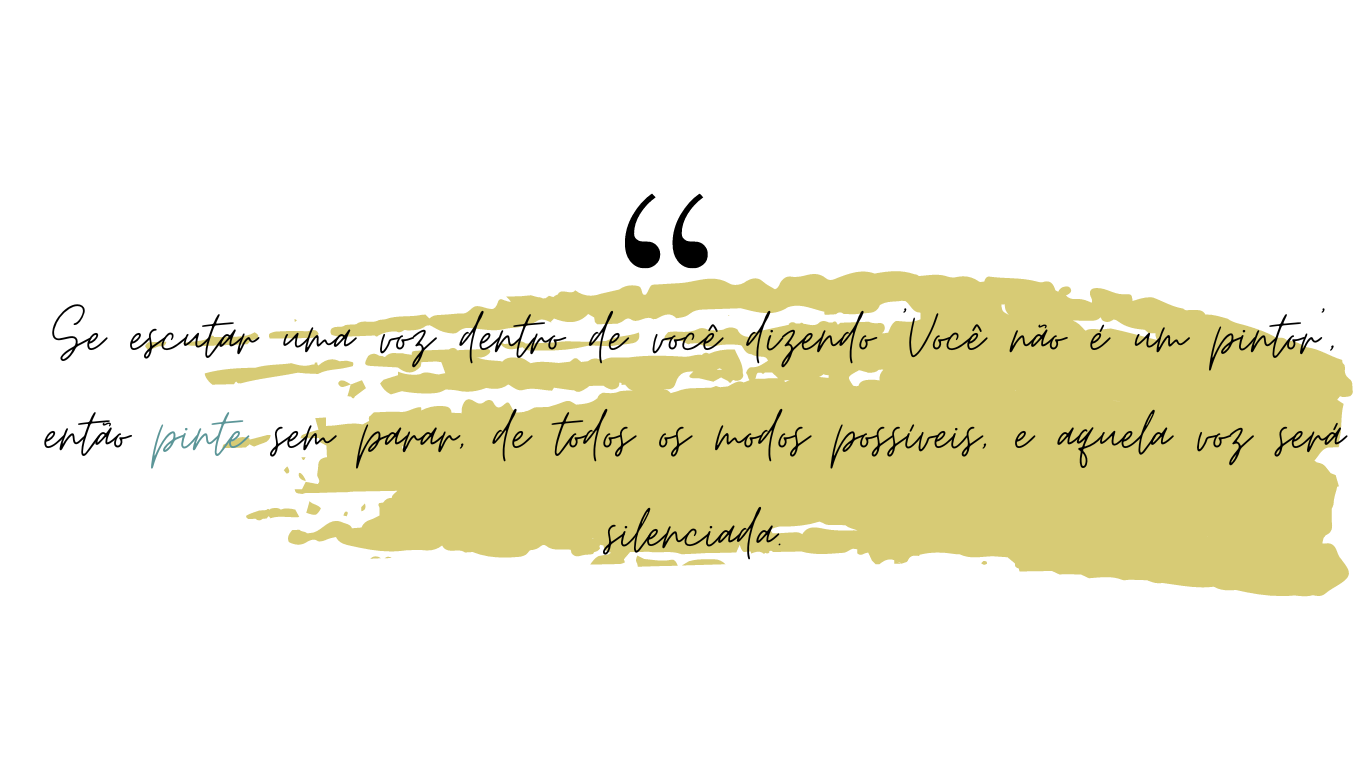 “
Se escutar uma voz dentro de você dizendo 'Você não é um pintor',
então pinte sem parar, de todos os modos possíveis, e aquela voz será
silenciada.